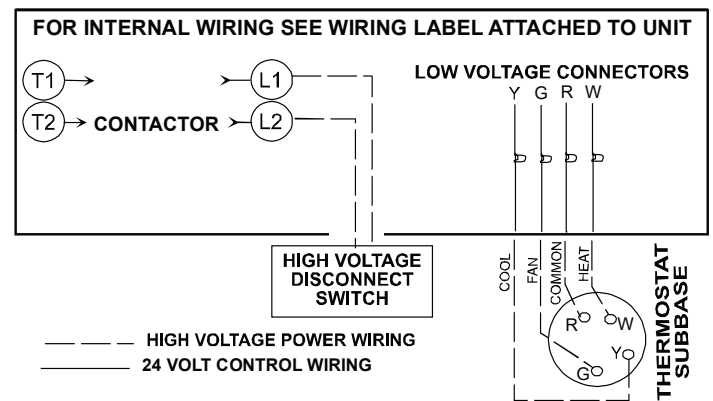 FOR INTERNAL WIRING SEE WIRING LABEL ATTACHED TO UNIT
T1
L1
T2
CONTACTOR
L2
LOW VOLTAGE CONNECTORS
Y G R W
HIGH VOLTAGE
DISCONNECT
SWITCH
COOL
FAN
COMMON
HEAT
R
W
Y
G
THERMOSTAT
SUBBASE
HIGH VOLTAGE POWER WIRING
24 VOLT CONTROL WIRING